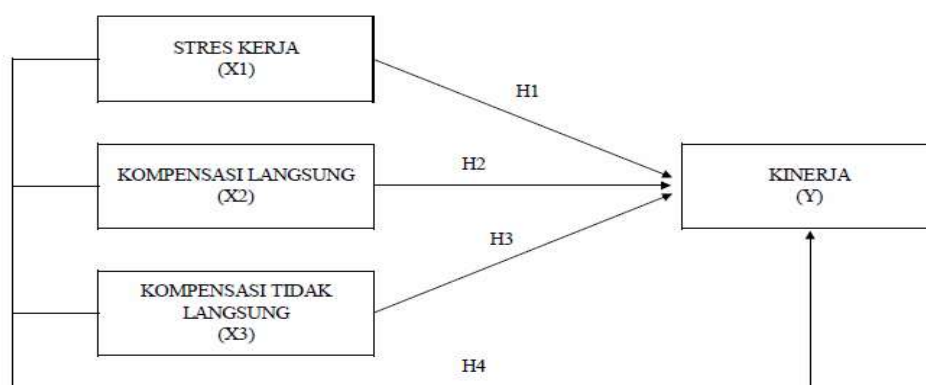 STRES KERJA
(X1)
H1
KOMPENSASI LANGSUNG
(X2)
H2
KINERJA
(Y)
H3
KOMPENSASI TIDAK
LANGSUNG
(X3)
H4